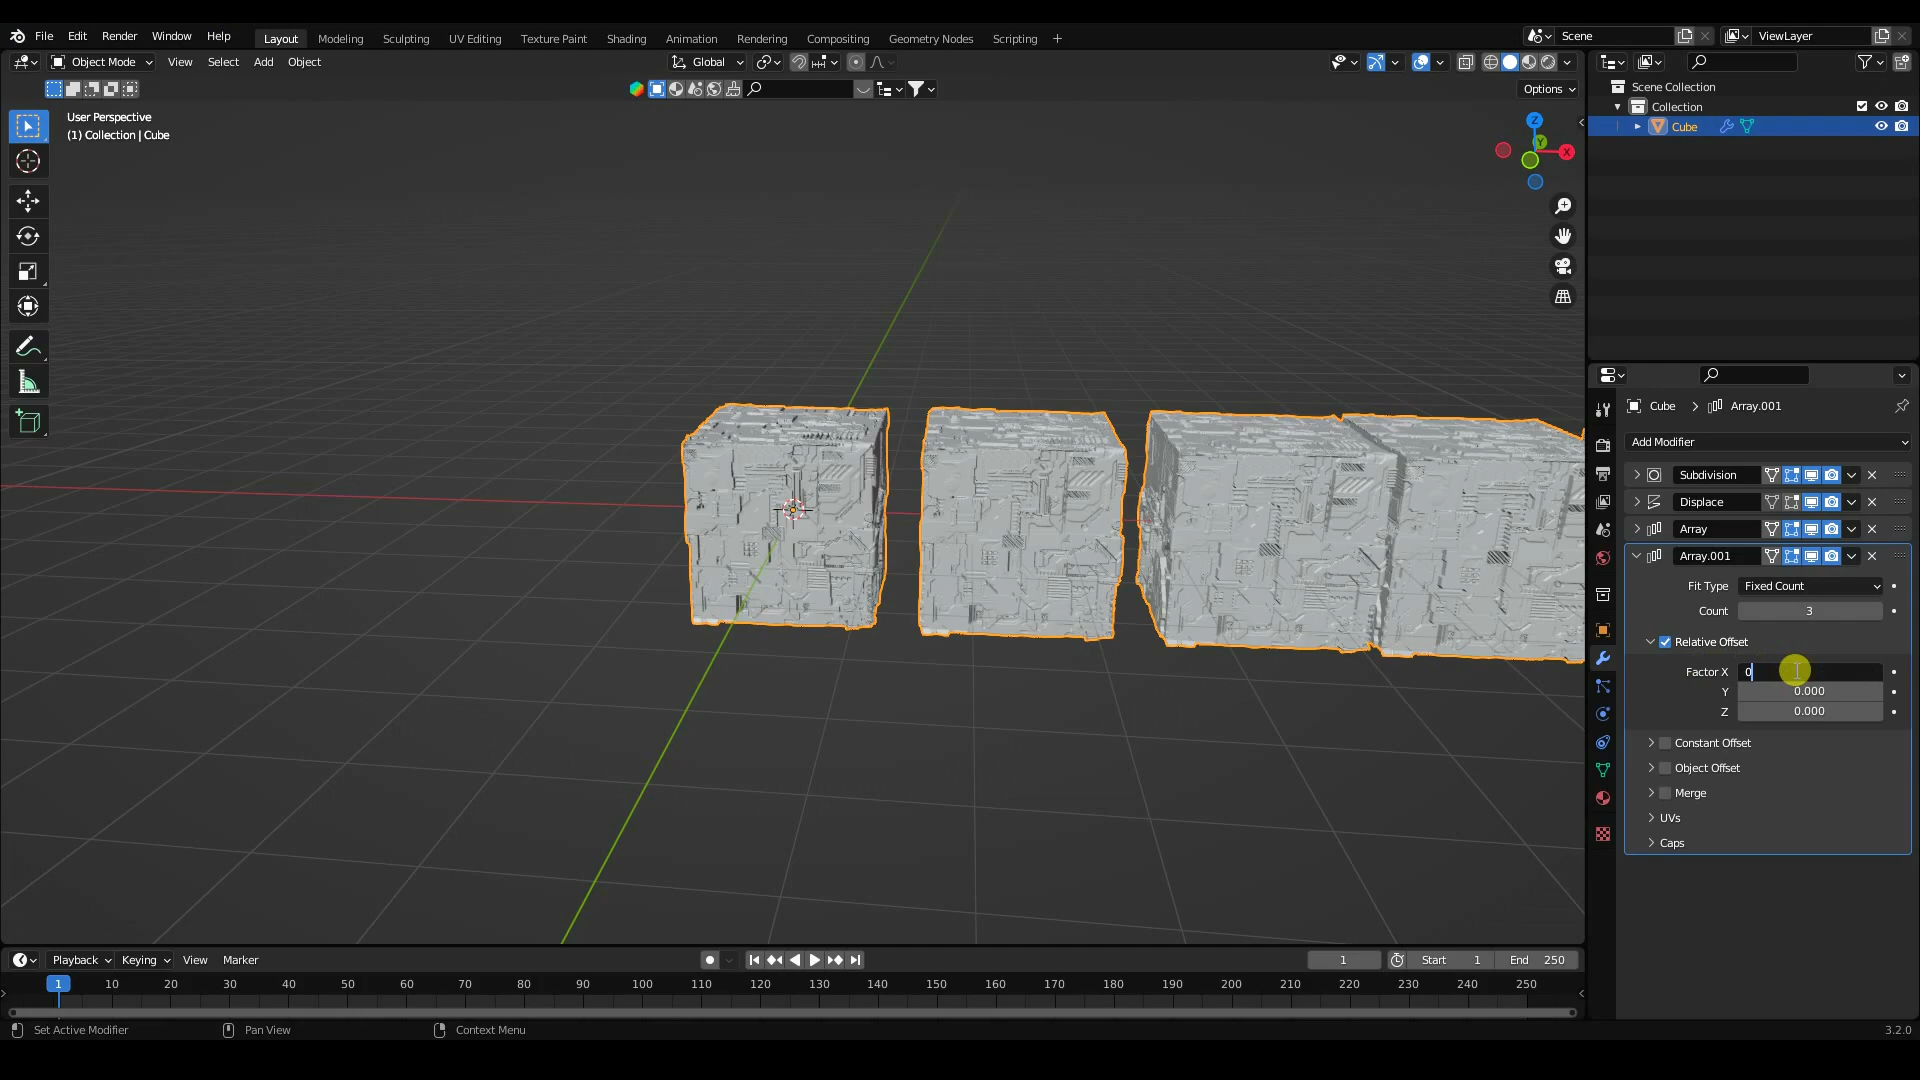 File Edit Render Window Help Layout Modeling Sculpting UV Editing Texture Paint Shading Animation Rendering Compositing Geometry Nodes Scripting + Scene ViewLayer
Object Mode View Select Add Object Global
Options
User Perspective
(1) Collection | Cube
Z
Y
X
Scene Collection
Collection
Cube
Cube > Array.001
Add Modifier
Subdivision
Displace
Array
Array.001
Fit Type Fixed Count
Count 3
Relative Offset
Factor X 0
Y 0.000
Z 0.000
Constant Offset
Object Offset
Merge
UVs
Caps
Playback Keying View Marker 1 Start 1 End 250
1 10 20 30 40 50 60 70 80 90 100 110 120 130 140 150 160 170 180 190 200 210 220 230 240 250
Set Active Modifier Pan View Context Menu 3.2.0